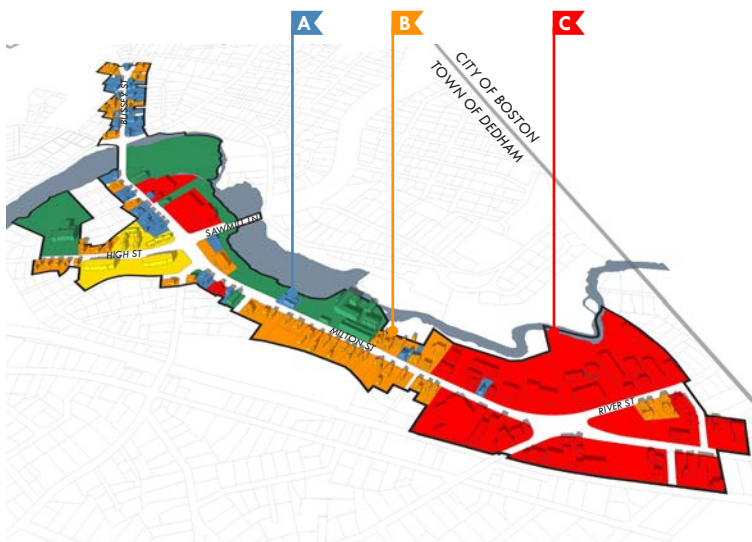 A
B
C
CITY OF BOSTON
TOWN OF DEDHAM
BUSSEY ST
SAWMILL LN
HIGH ST
MILTON ST
RIVER ST